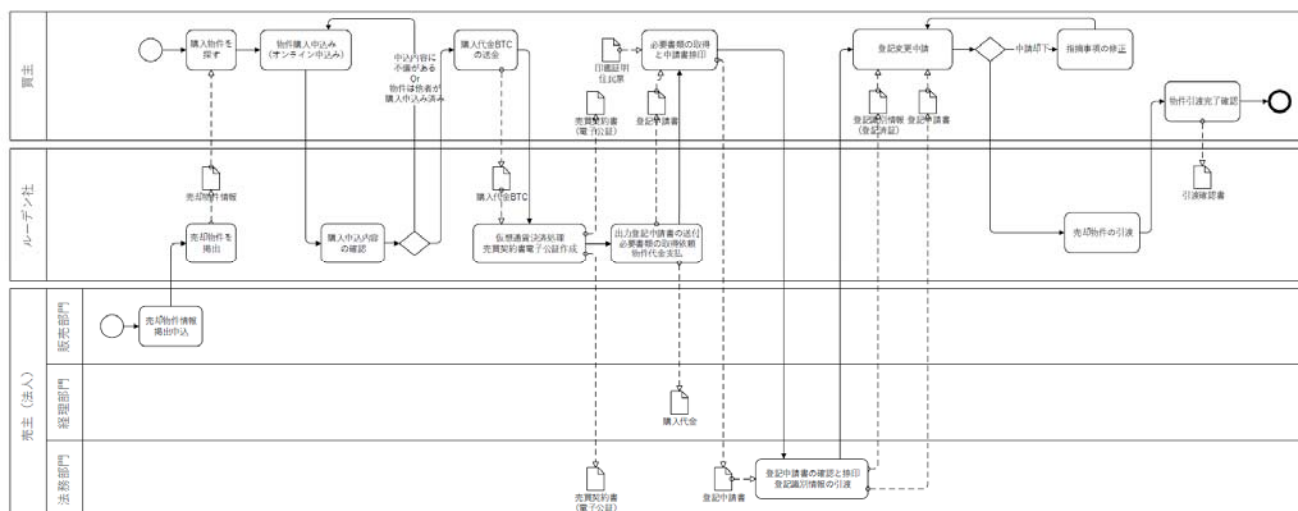 買主
購入物件を
探す
物件購入申込み
(オンライン申込み)
申込内容に
不備がある
Or
物件は他者が
購入申込み済み
購入代金BTC
の送金
印鑑証明
住民票
必要書類の取得
と申請書捺印
売買契約書
(電子公証)
登記申請書
登記変更申請
申請却下
指摘事項の修正
登記識別情報
(登記済証)
登記申請書
物件引渡完了確認
ルーデン社
売却物件情報
売却物件を
掲出
購入申込内容
の確認
購入代金BTC
仮想通貨決済処理
売買契約書電子公証作成
出力登記申請書の送付
必要書類の取得依頼
物件代金支払
売却物件の引渡
引渡確認書
売主(法人)
販売部門
売却物件情報
掲出申込
経理部門
購入代金
法務部門
売買契約書
(電子公証)
登記申請書
登記申請書の確認と捺印
登記識別情報の引渡